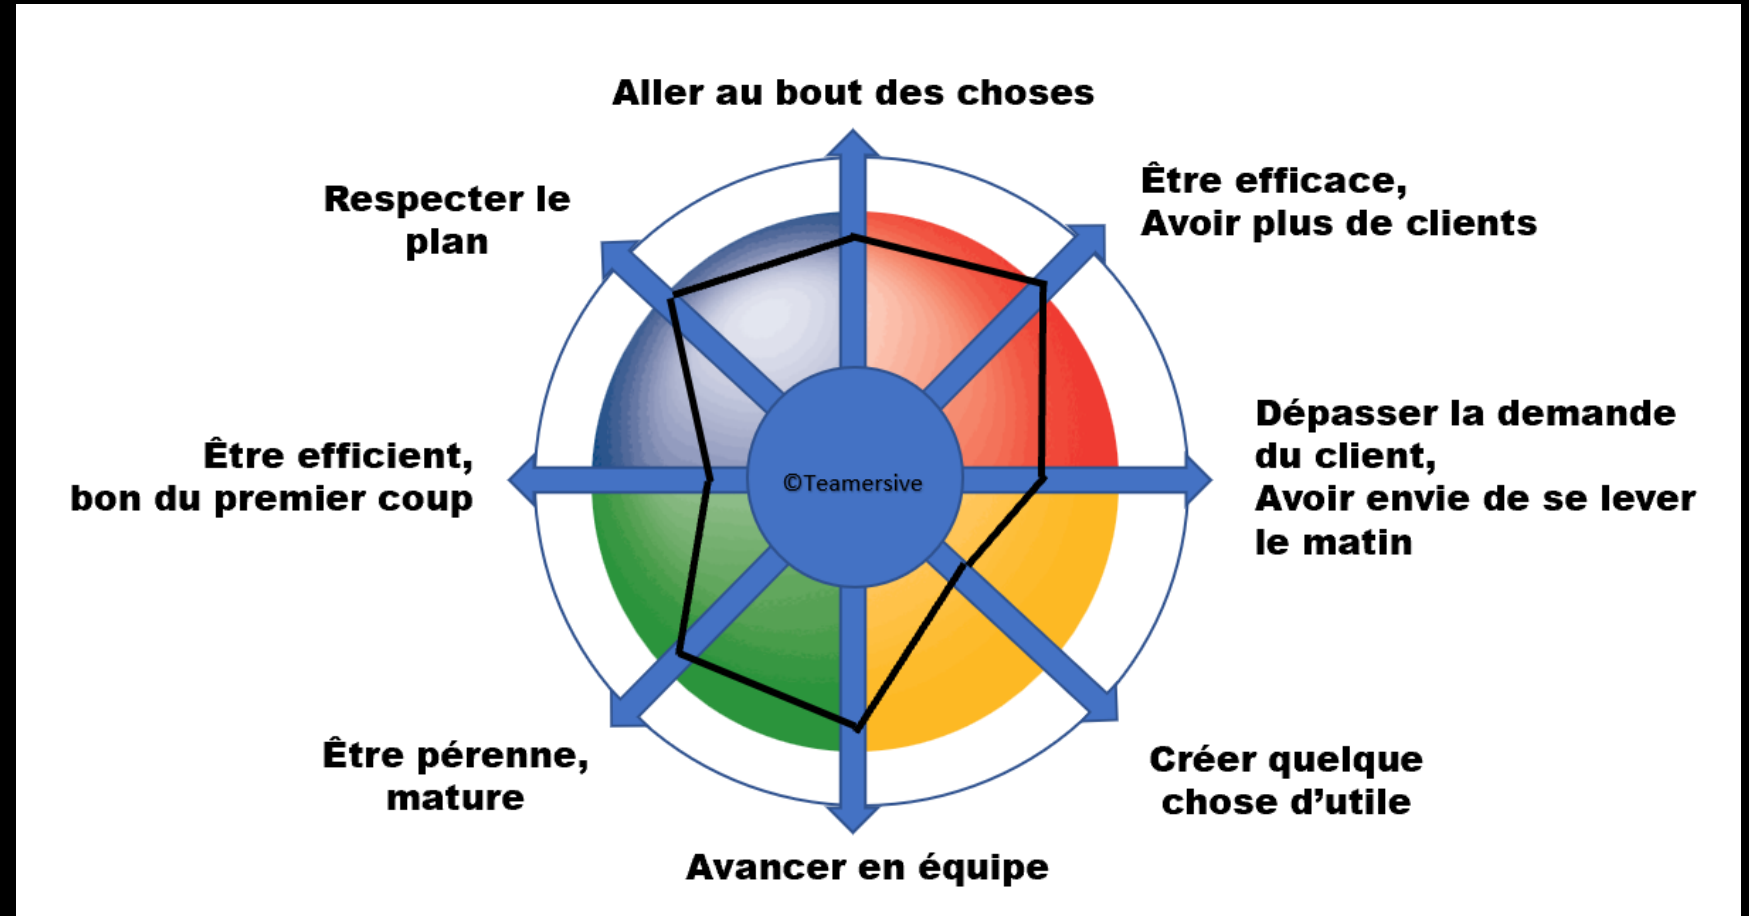 Aller au bout des choses
Être efficace,
Avoir plus de clients
Respecter le
plan
Dépasser la demande
du client,
Avoir envie de se lever
le matin
Être efficient,
bon du premier coup
©Teamersive
Être pérenne,
mature
Créer quelque
chose d’utile
Avancer en équipe